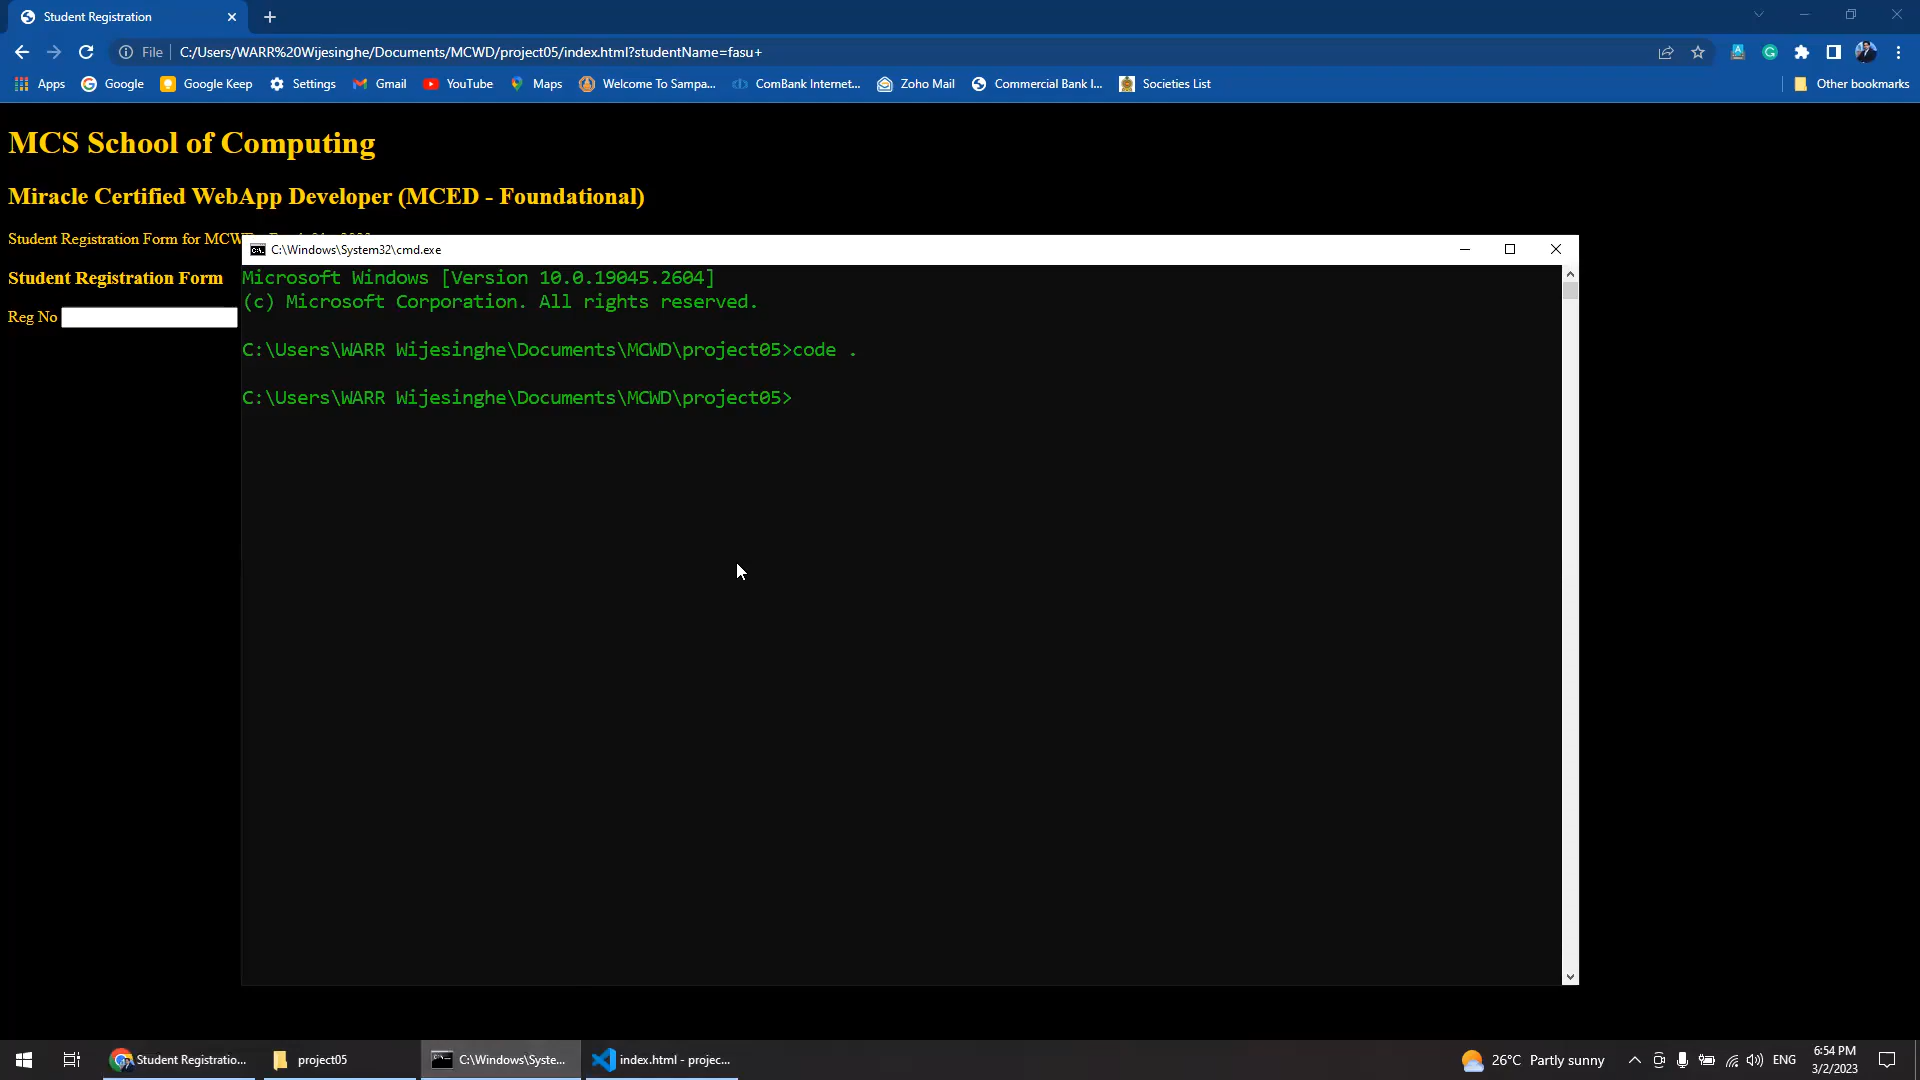 Student Registration
File
C:/Users/WARR%20Wijesinghe/Documents/MCWD/project05/index.html?studentName=fasu+
Apps Google Google Keep Settings Gmail YouTube Maps Welcome To Sampa... ComBank Internet... Zoho Mail Commercial Bank I... Societies List Other bookmarks
MCS School of Computing
Miracle Certified WebApp Developer (MCED - Foundational)
Student Registration Form for MCW
C:\Windows\System32\cmd.exe
Student Registration Form
Reg No
Microsoft Windows [Version 10.0.19045.2604]
(c) Microsoft Corporation. All rights reserved.
C:\Users\WARR Wijesinghe\Documents\MCWD\project05>code .
C:\Users\WARR Wijesinghe\Documents\MCWD\project05>
Student Registratio... project05 C:\Windows\Syste... index.html - projec... 26°C Partly sunny ENG
6:54 PM
3/2/2023